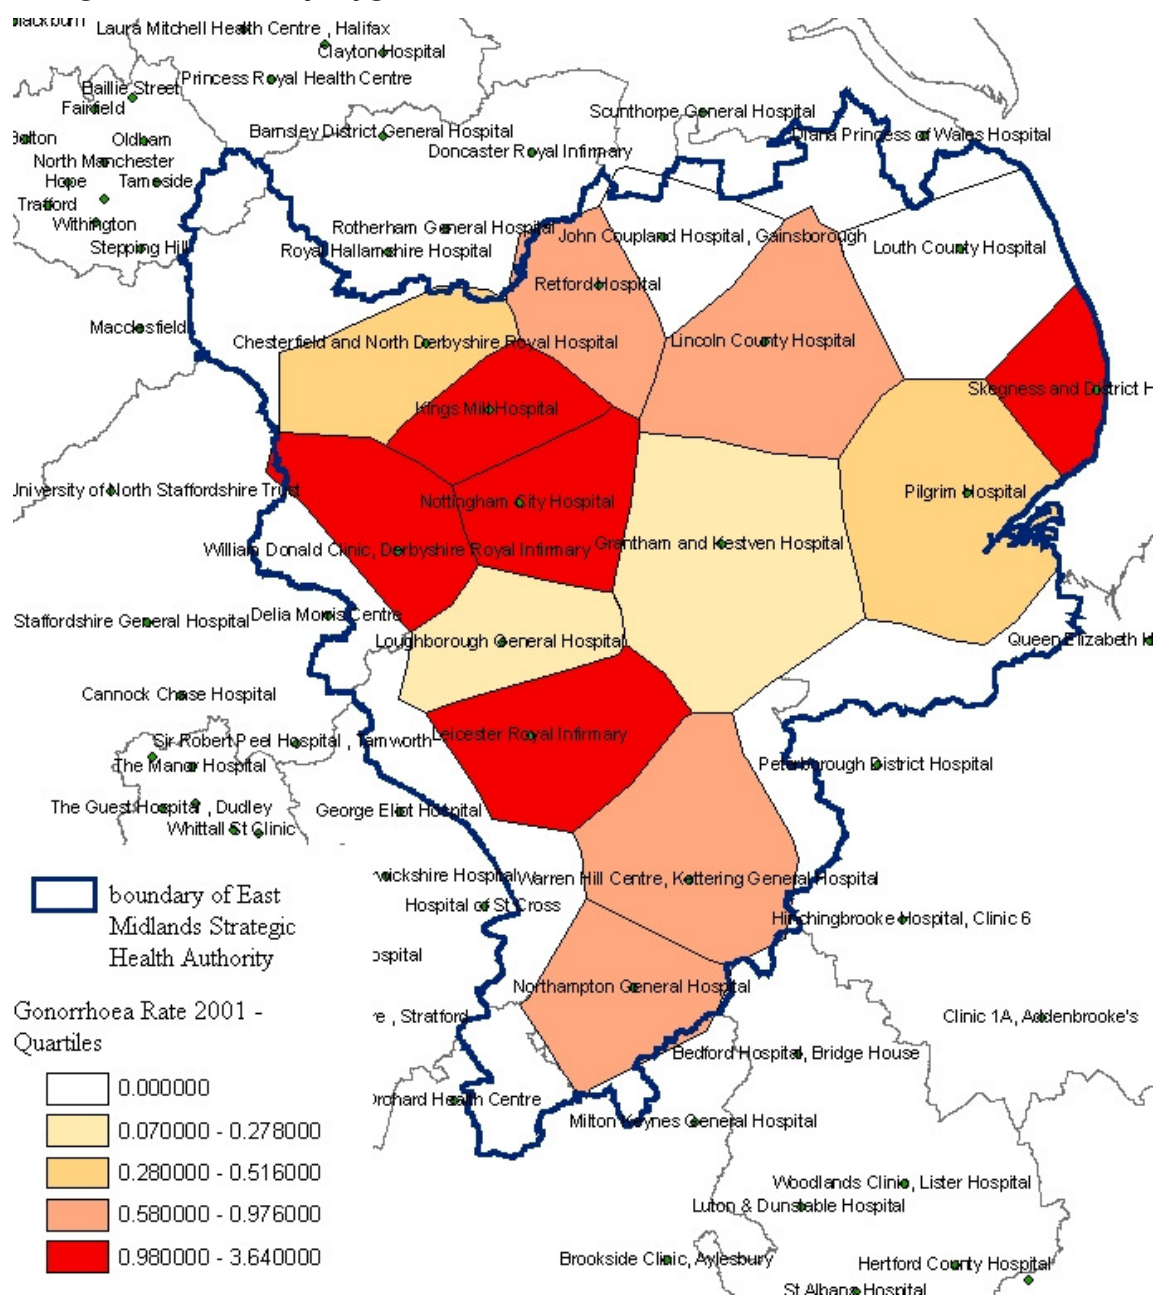 Blackburn
Laura Mitchell Health Centre , Halifax
Clayton Hospital
Princess Royal Health Centre
Baillie Street
Fairfield
Scunthorpe General Hospital
Barnsley District General Hospital
Diana Princess of Wales Hospital
Bolton
Oldham
Doncaster Royal Infirmary
North Manchester
Hope
Tameside
Trafford
Withington
Rotherham General Hospital
John Coupland Hospital, Gainsborough
Stepping Hill
Royal Hallamshire Hospital
Louth County Hospital
Retford Hospital
Macclesfield
Chesterfield and North Derbyshire Royal Hospital
Lincoln County Hospital
Skegness and District H
Kings Mill Hospital
University of North Staffordshire Trust
Nottingham City Hospital
Pilgrim Hospital
William Donald Clinic, Derbyshire Royal Infirmary
Grantham and Kestven Hospital
Staffordshire General Hospital
Delia Morris Centre
Loughborough General Hospital
Queen Elizabeth H
Cannock Chase Hospital
Sir Robert Peel Hospital , Tamworth
Leicester Royal Infirmary
The Manor Hospital
Peterborough District Hospital
The Guest Hospital , Dudley
George Eliot Hospital
Whittall St Clinic
rwickshire Hospital
Warren Hill Centre, Kettering General Hospital
Hospital of St Cross
Hinchingbrooke Hospital, Clinic 6
ospital
Northampton General Hospital
re , Stratford
Clinic 1A, Addenbrooke's
Bedford Hospital, Bridge House
Orchard Health Centre
Milton Keynes General Hospital
Woodlands Clinic, Lister Hospital
Luton & Dunstable Hospital
Brookside Clinic, Aylesbury
Hertford County Hospital
St Albans Hospital
boundary of East
Midlands Strategic
Health Authority
Gonorrhoea Rate 2001 -
Quartiles
0.000000
0.070000 - 0.278000
0.280000 - 0.516000
0.580000 - 0.976000
0.980000 - 3.640000